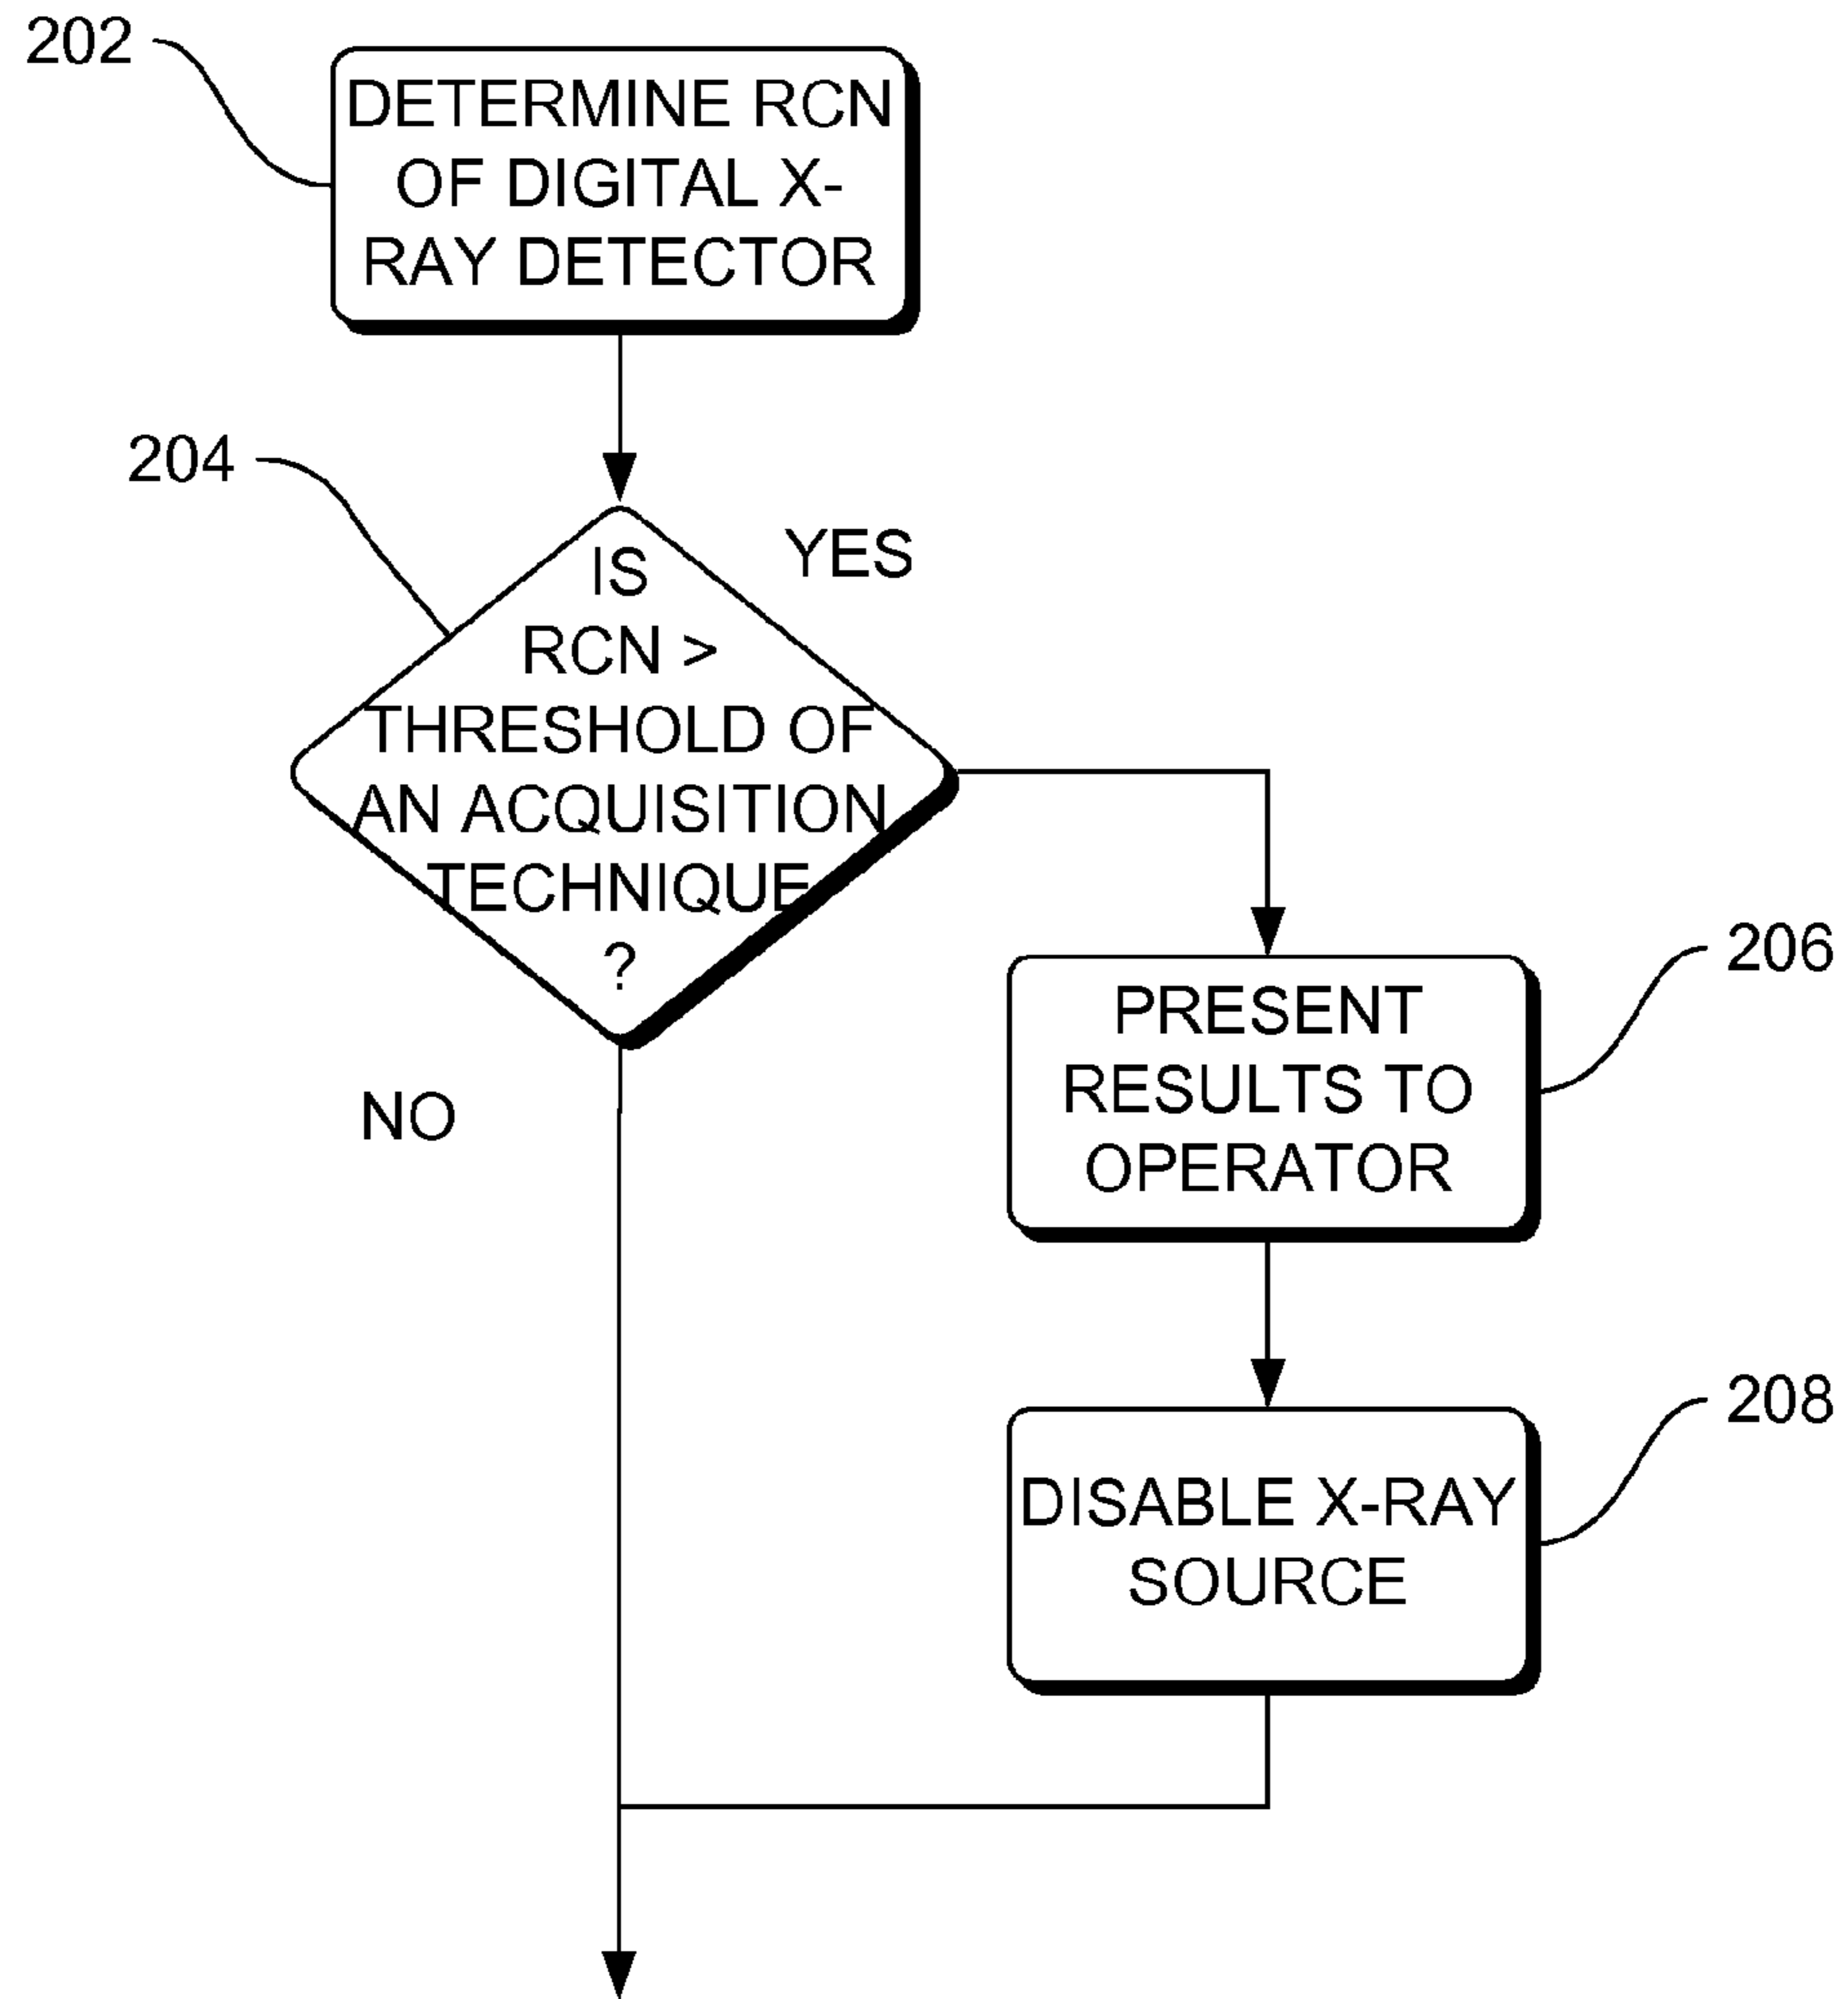 202
DETERMINE RCN
OF DIGITAL X-
RAY DETECTOR
204
YES
IS
RCN >
THRESHOLD OF
AN ACQUISITION
TECHNIQUE
?
NO
206
PRESENT
RESULTS TO
OPERATOR
208
DISABLE X-RAY
SOURCE